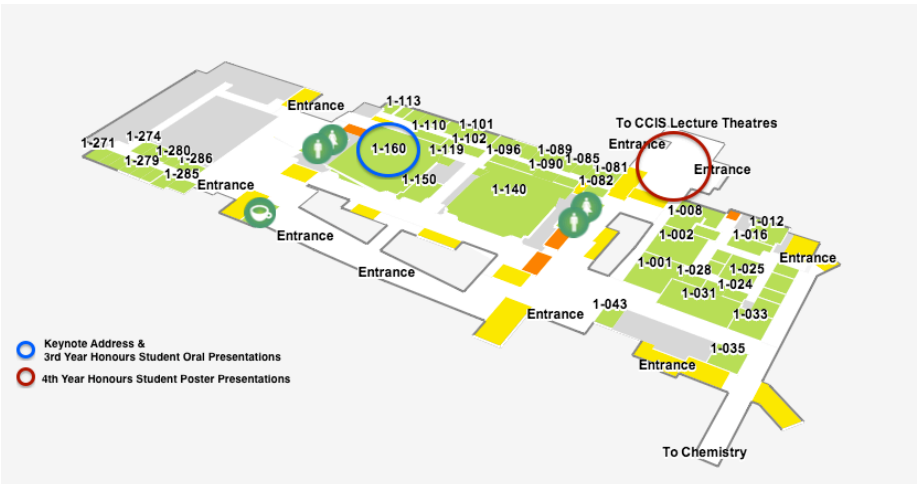 To CCIS Lecture Theatres
Entrance
Entrance
Entrance
1-113
1-110
1-101
1-102
1-160
1-119
1-096
1-089
1-090
1-085
1-081
1-082
1-150
1-140
1-271
1-274
1-280
1-279
1-286
1-285
Entrance
Entrance
Entrance
Entrance
1-008
1-012
1-002
1-016
Entrance
1-001
1-028
1-025
1-024
1-031
1-033
1-043
1-035
Entrance
To Chemistry
Keynote Address &
3rd Year Honours Student Oral Presentations
4th Year Honours Student Poster Presentations